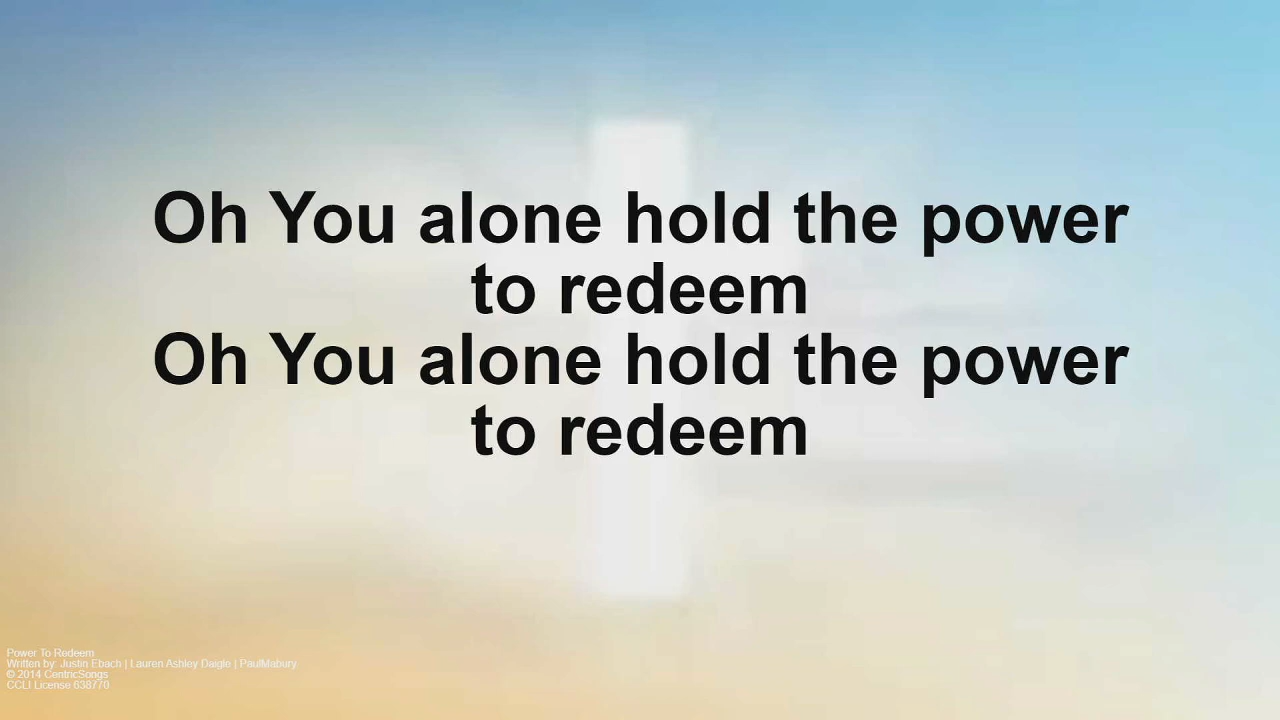 Oh You alone hold the power
to redeem
Oh You alone hold the power
to redeem
Power To Redeem
Written by: Justin Ebach | Lauren Ashley Daigle | PaulMabury
© 2014 CentricSongs
CCLI License 638770